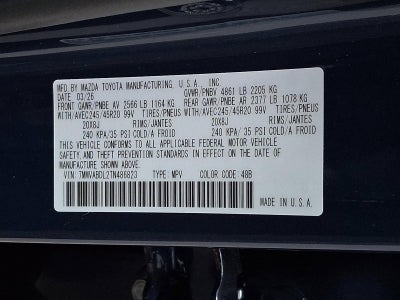 MFD. BY MAZDA TOYOTA MANUFACTURING, U.S.A., INC.
DATE: 03/26 GVWR/PNBV 4861 LB 2205 KG
FRONT GAWR/PNBE AV 2566 LB 1164 KG REAR GAWR/PNBE AR 2377 LB 1078 KG
WITH/AVEC245/45R20 99V TIRES/PNEUS WITH/AVEC245/45R20 99V TIRES/PNEUS
20X8J RIMS/JANTES 20X8J RIMS/JANTES
240 KPA/ 35 PSI COLD/A FROID 240 KPA/ 35 PSI COLD/A FROID
THIS VEHICLE CONFORMS TO ALL APPLICABLE FEDERAL MOTOR VEHICLE
SAFETY, THEFT PREVENTION AND BUMPER STANDARDS IN EFFECT ON THE DATE OF
MANUFACTURE SHOWN ABOVE.
VIN: 7MMVABDL2TN486823 TYPE: MPV COLOR CODE: 48B
MADE IN U.S.A.